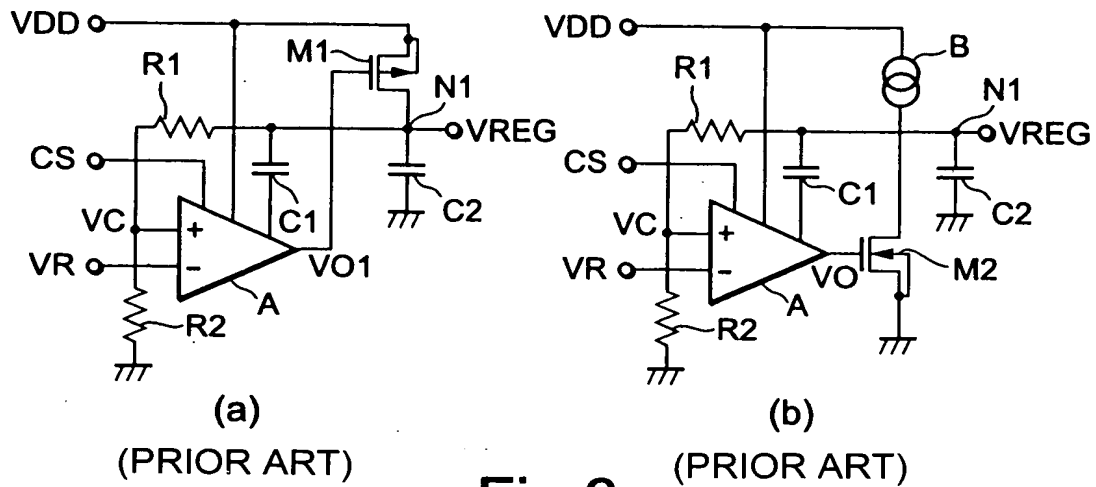 VDD
M1
R1
N1
VREG
CS
C1
C2
VC
+
VR
-
VO1
A
R2
(a)
(PRIOR ART)
VDD
B
R1
N1
VREG
CS
C1
C2
VC
+
VR
-
VO
M2
A
R2
(b)
(PRIOR ART)